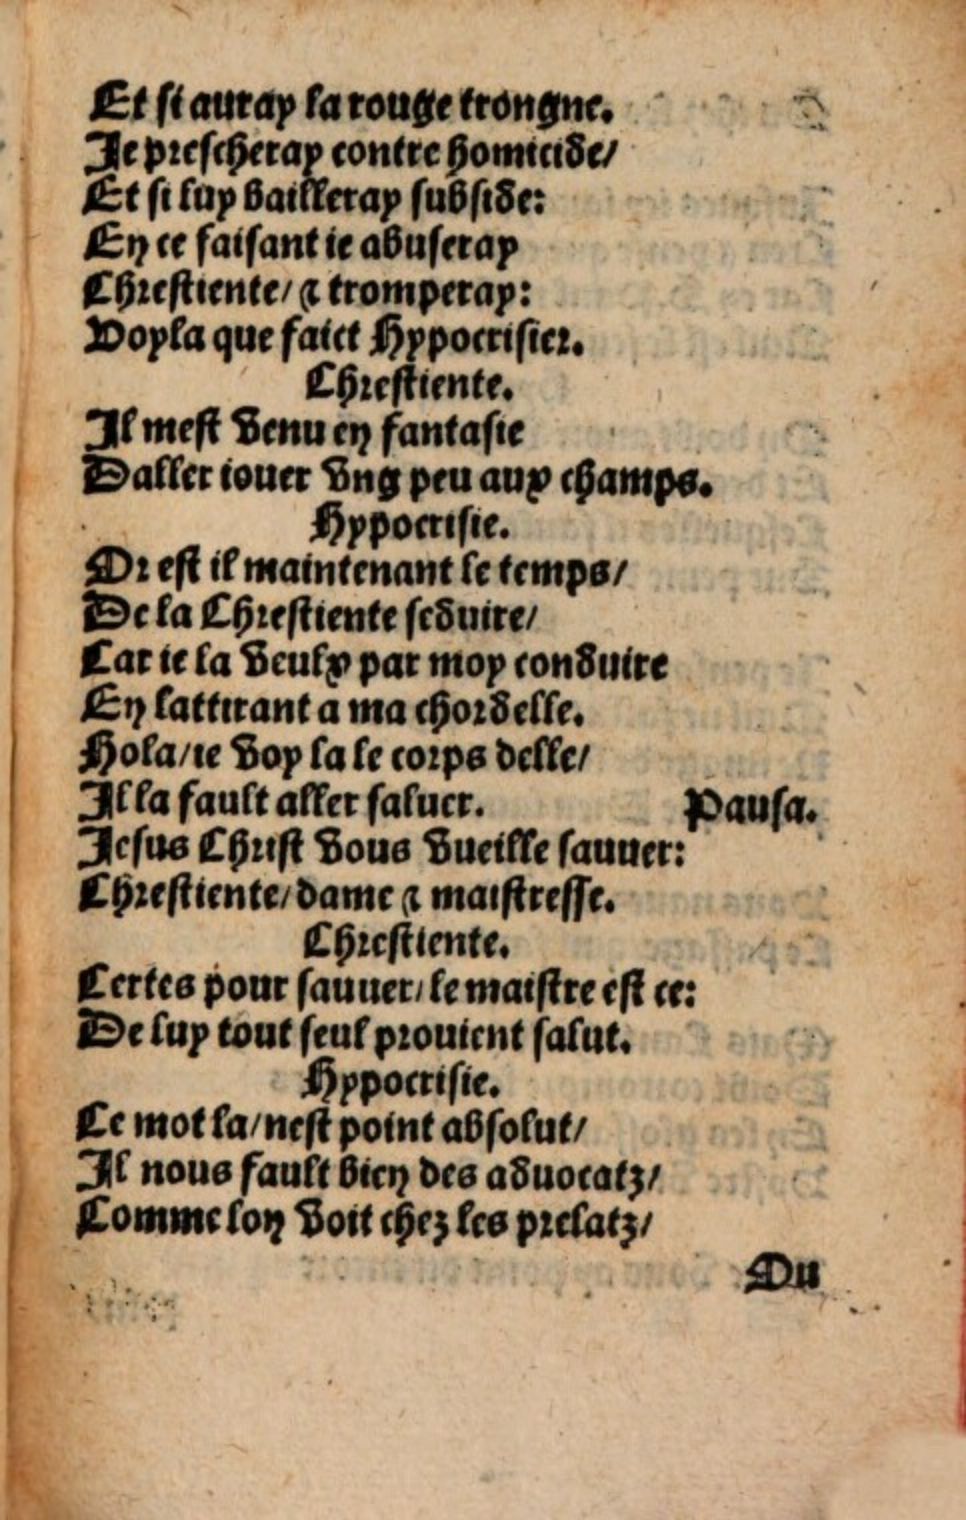 Et si auray la rouge trongne.
Je prescheray contre homicide/
Et si luy bailleray subside:
En ce faisant ie abuseray
Chrestiente/ ⁊ tromperay:
Voyla que faict Hypocrisier.
Chrestiente.
Il mest venu en fantasie
Daller iouer vng peu aux champs.
Hypocrisie.
Or est il maintenant le temps/
De la Chrestiente seduire/
Car ie la veulx par moy conduire
En lattirant a ma chordelle.
Hola/ie voy la le corps delle/
Il la fault aller saluer. Pausa.
Jesus Christ vous vueille sauuer:
Chrestiente/dame ⁊ maistresse.
Chrestiente.
Certes pour sauuer/le maistre est ce:
De luy tout seul prouient salut.
Hypocrisie.
Ce mot la/nest point absolut/
Il nous fault bien des aduocatz/
Comme lon voit chez les prelatz/
Du